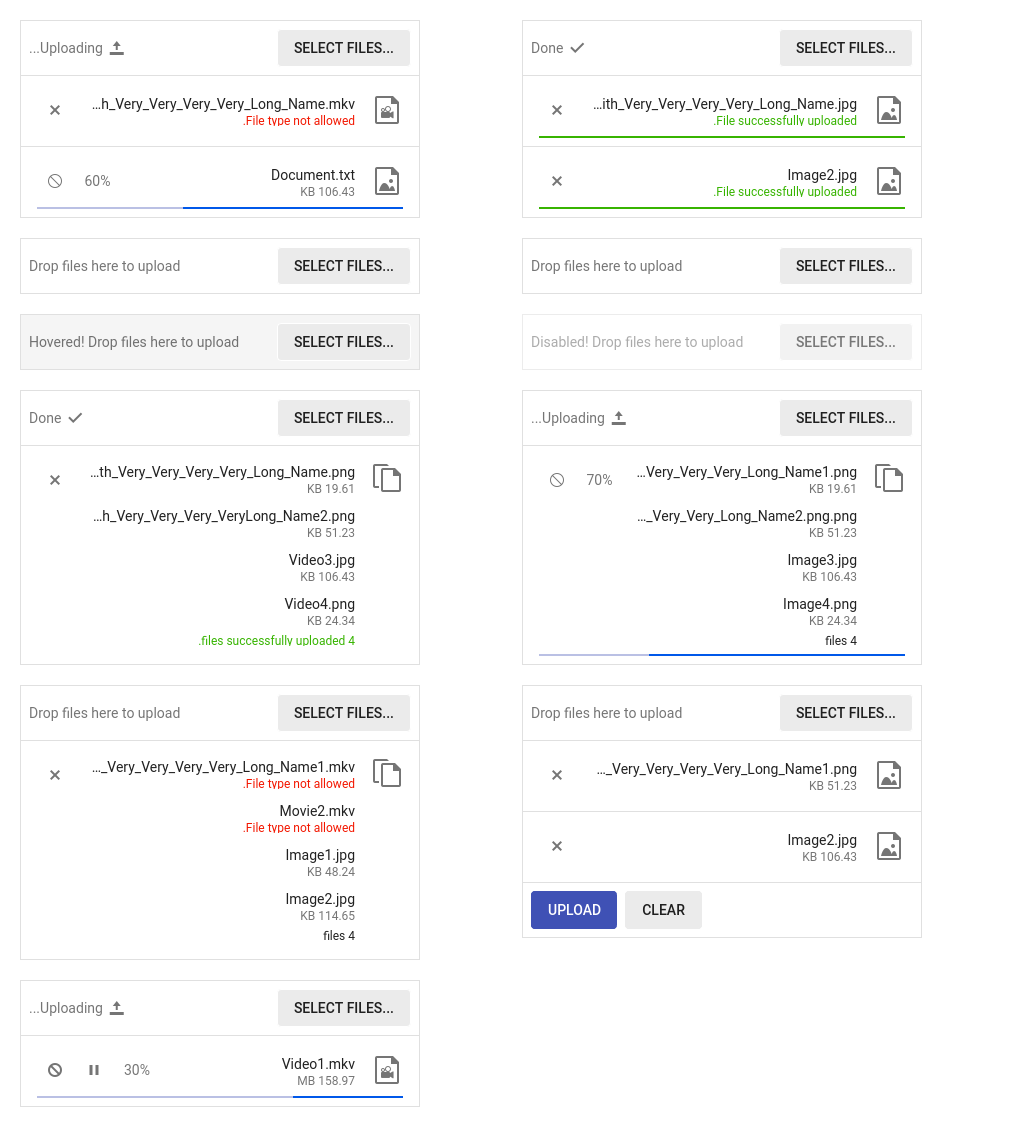 ...Uploading
SELECT FILES...
...h_Very_Very_Very_Very_Long_Name.mkv
.File type not allowed
60%
Document.txt
KB 106.43
Done
SELECT FILES...
...ith_Very_Very_Very_Very_Long_Name.jpg
.File successfully uploaded
Image2.jpg
.File successfully uploaded
Drop files here to upload
SELECT FILES...
Drop files here to upload
SELECT FILES...
Hovered! Drop files here to upload
SELECT FILES...
Disabled! Drop files here to upload
SELECT FILES...
Done
SELECT FILES...
...th_Very_Very_Very_Very_Long_Name.png
KB 19.61
...h_Very_Very_Very_VeryLong_Name2.png
KB 51.23
Video3.jpg
KB 106.43
Video4.png
KB 24.34
.files successfully uploaded 4
...Uploading
SELECT FILES...
70%
...Very_Very_Very_Long_Name1.png
KB 19.61
..._Very_Very_Long_Name2.png.png
KB 51.23
Image3.jpg
KB 106.43
Image4.png
KB 24.34
files 4
Drop files here to upload
SELECT FILES...
..._Very_Very_Very_Very_Long_Name1.mkv
.File type not allowed
Movie2.mkv
.File type not allowed
Image1.jpg
KB 48.24
Image2.jpg
KB 114.65
files 4
Drop files here to upload
SELECT FILES...
..._Very_Very_Very_Very_Long_Name1.png
KB 51.23
Image2.jpg
KB 106.43
UPLOAD
CLEAR
...Uploading
SELECT FILES...
30%
Video1.mkv
MB 158.97